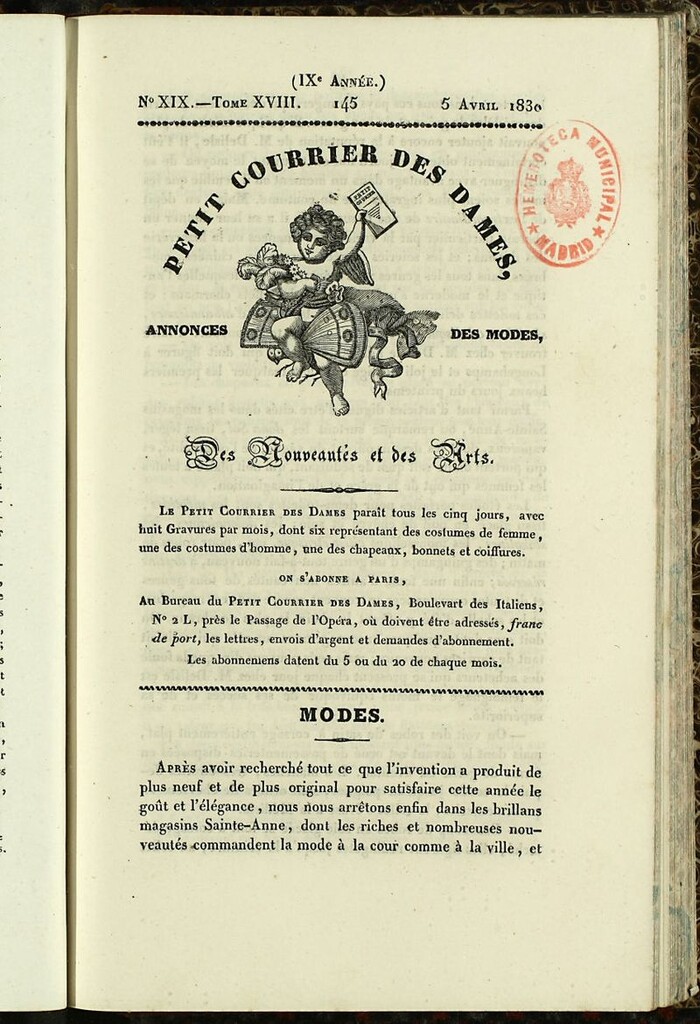 (IXe ANNÉE.)
No XIX.—TOME XVIII. 145 5 AVRIL 1830
PETIT COURRIER DES DAMES,
PETIT
ANNONCES DES MODES,
Des Nouveautés et des Arts.
LE PETIT COURRIER DES DAMES paraît tous les cinq jours, avec
huit Gravures par mois, dont six représentant des costumes de femme,
une des costumes d'homme, une des chapeaux, bonnets et coiffures.
ON S'ABONNE A PARIS,
Au Bureau du PETIT COURRIER DES DAMES, Boulevart des Italiens,
No 2 L, près le Passage de l'Opéra, où doivent être adressés, franc
de port, les lettres, envois d'argent et demandes d'abonnement.
Les abonnemens datent du 5 ou du 20 de chaque mois.
MODES.
APRÈS avoir recherché tout ce que l'invention a produit de
plus neuf et de plus original pour satisfaire cette année le
goût et l'élégance, nous nous arrêtons enfin dans les brillans
magasins Sainte-Anne, dont les riches et nombreuses nou-
veautés commandent la mode à la cour comme à la ville, et
HEMEROTECA MUNICIPAL
★ MADRID ★